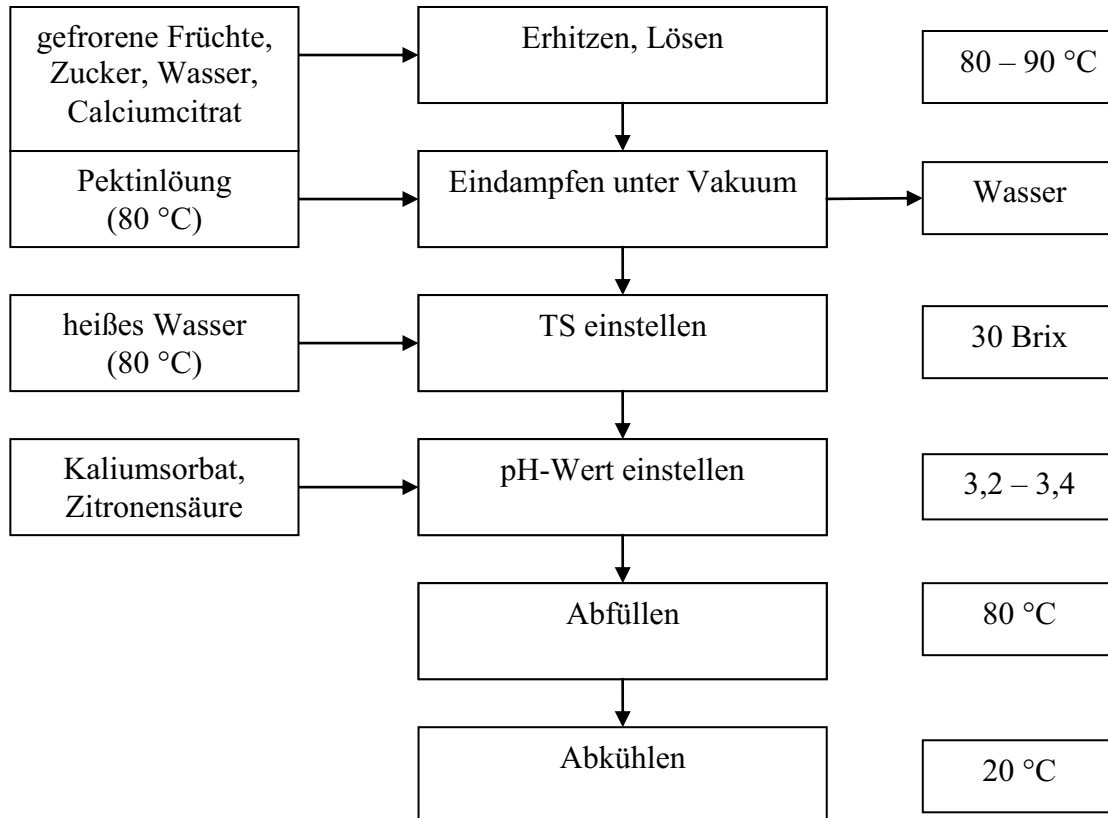 gefrorene Früchte,
Zucker, Wasser,
Calciumcitrat
Erhitzen, Lösen
80 – 90 °C
Pektinlöung
(80 °C)
Eindampfen unter Vakuum
Wasser
heißes Wasser
(80 °C)
TS einstellen
30 Brix
Kaliumsorbat,
Zitronensäure
pH-Wert einstellen
3,2 – 3,4
Abfüllen
80 °C
Abkühlen
20 °C